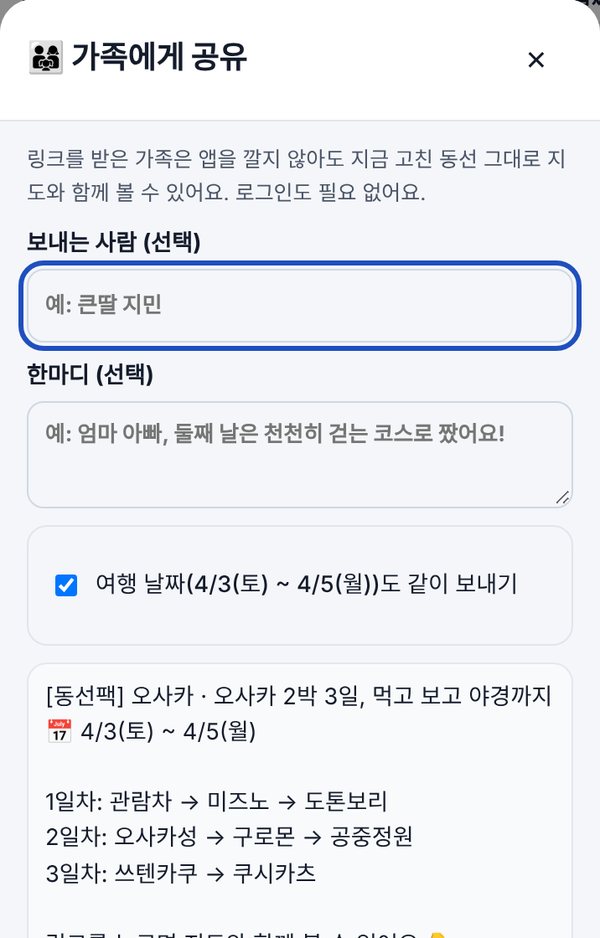 👨‍👩‍👧 가족에게 공유
×
링크를 받은 가족은 앱을 깔지 않아도 지금 고친 동선 그대로 지
도와 함께 볼 수 있어요. 로그인도 필요 없어요.
보내는 사람 (선택)
예: 큰딸 지민
한마디 (선택)
예: 엄마 아빠, 둘째 날은 천천히 걷는 코스로 짰어요!
여행 날짜(4/3(토) ~ 4/5(월))도 같이 보내기
[동선팩] 오사카 · 오사카 2박 3일, 먹고 보고 야경까지
📅 4/3(토) ~ 4/5(월)
1일차: 관람차 → 미즈노 → 도톤보리
2일차: 오사카성 → 구로몬 → 공중정원
3일차: 쓰텐카쿠 → 쿠시카츠